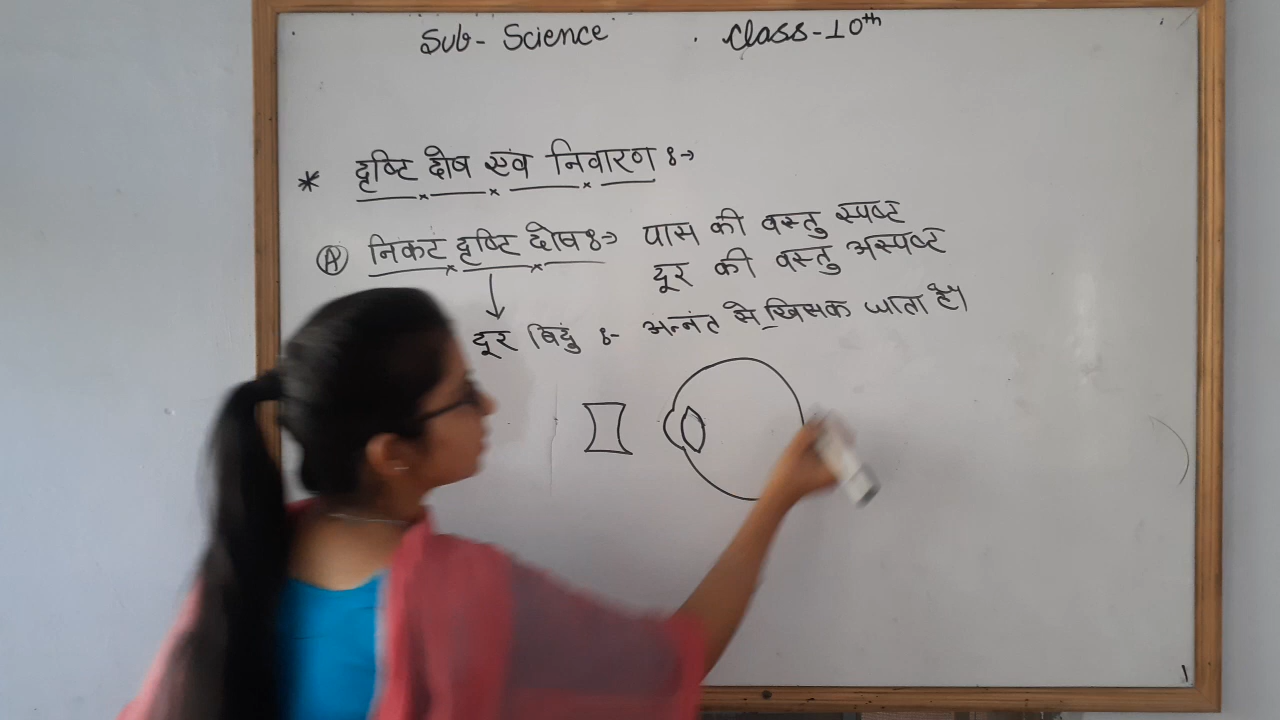 Sub- Science . Class-10th
* दृष्टि दोष एवं निवारण :→
Ⓐ निकट दृष्टि दोष :→ पास की वस्तु स्पष्ट
दूर की वस्तु अस्पष्ट
↓
दूर बिंदु :- अन्नंत से खिसक जाता है।